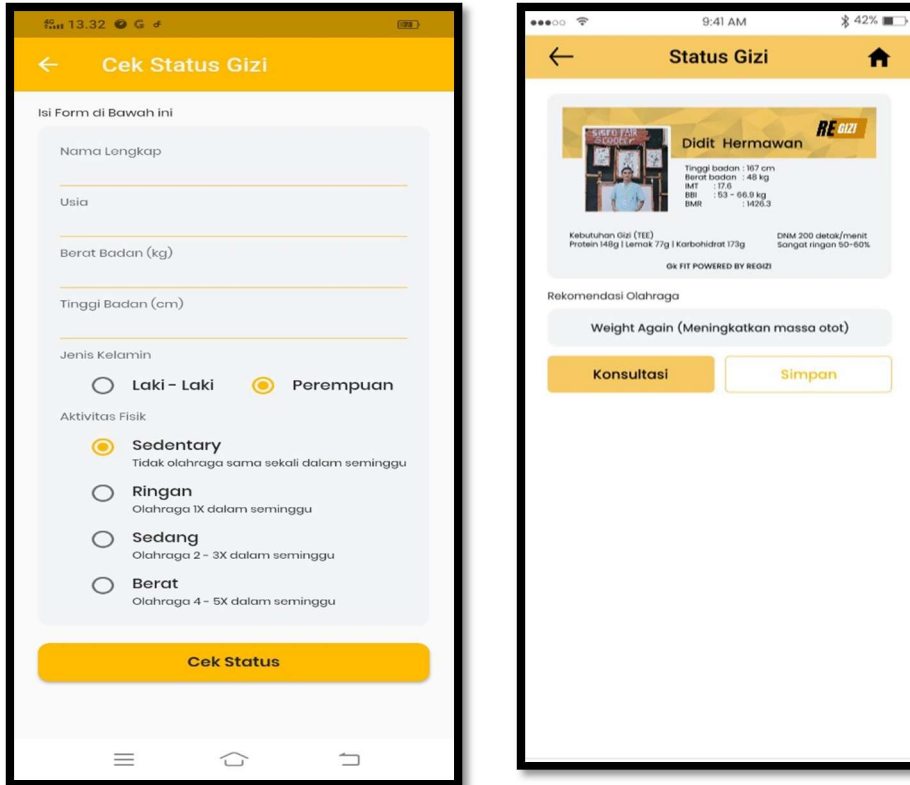 4G 13.32 G
Cek Status Gizi
Isi Form di Bawah ini
Nama Lengkap
Usia
Berat Badan (kg)
Tinggi Badan (cm)
Jenis Kelamin
Laki - Laki Perempuan
Aktivitas Fisik
Sedentary
Tidak olahraga sama sekali dalam seminggu
Ringan
Olahraga 1X dalam seminggu
Sedang
Olahraga 2 - 3X dalam seminggu
Berat
Olahraga 4 - 5X dalam seminggu
Cek Status
9:41 AM 42%
Status Gizi
RE GIZI
Didit Hermawan
Tinggi badan : 167 cm
Berat badan : 48 kg
IMT : 17.6
BBI : 53 - 66.9 kg
BMR : 1426.3
Kebutuhan Gizi (TEE)
Protein 148g | Lemak 77g | Karbohidrat 173g
DNM 200 detak/menit
Sangat ringan 50-60%
Gk FIT POWERED BY REGIZI
Rekomendasi Olahraga
Weight Again (Meningkatkan massa otot)
Konsultasi Simpan